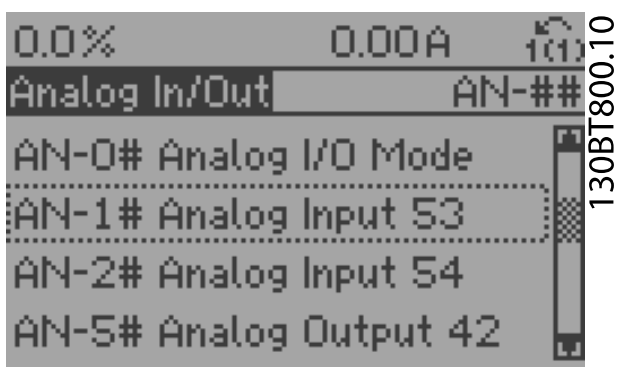 0.0% 0.00A 1(1)
Analog In/Out AN-##
AN-0# Analog I/O Mode
AN-1# Analog Input 53
AN-2# Analog Input 54
AN-5# Analog Output 42
130BT800.10